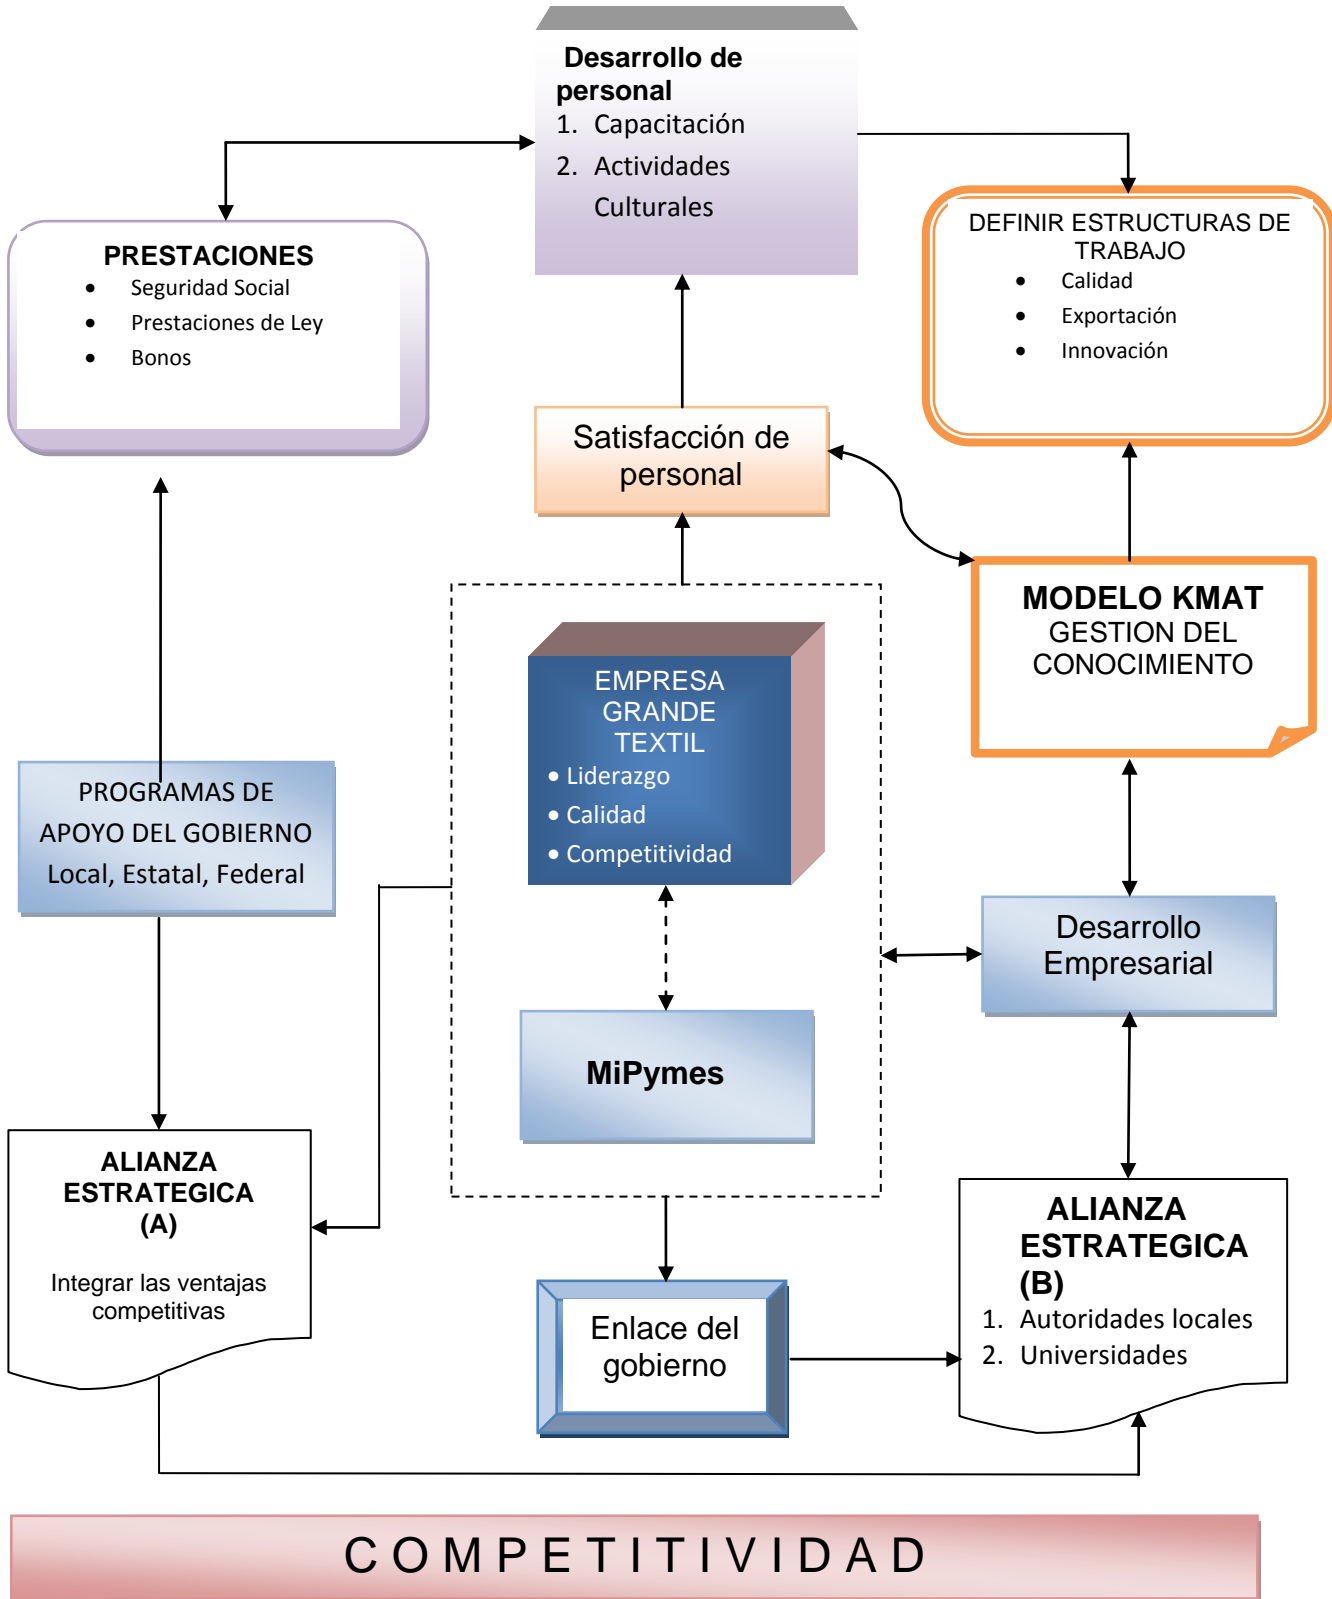 Desarrollo de
personal
1. Capacitación
2. Actividades
Culturales
PRESTACIONES
• Seguridad Social
• Prestaciones de Ley
• Bonos
DEFINIR ESTRUCTURAS DE
TRABAJO
• Calidad
• Exportación
• Innovación
Satisfacción de
personal
MODELO KMAT
GESTION DEL
CONOCIMIENTO
EMPRESA
GRANDE
TEXTIL
• Liderazgo
• Calidad
• Competitividad
PROGRAMAS DE
APOYO DEL GOBIERNO
Local, Estatal, Federal
Desarrollo
Empresarial
MiPymes
ALIANZA
ESTRATEGICA
(A)
Integrar las ventajas
competitivas
ALIANZA
ESTRATEGICA
(B)
1. Autoridades locales
2. Universidades
Enlace del
gobierno
COMPETITIVIDAD